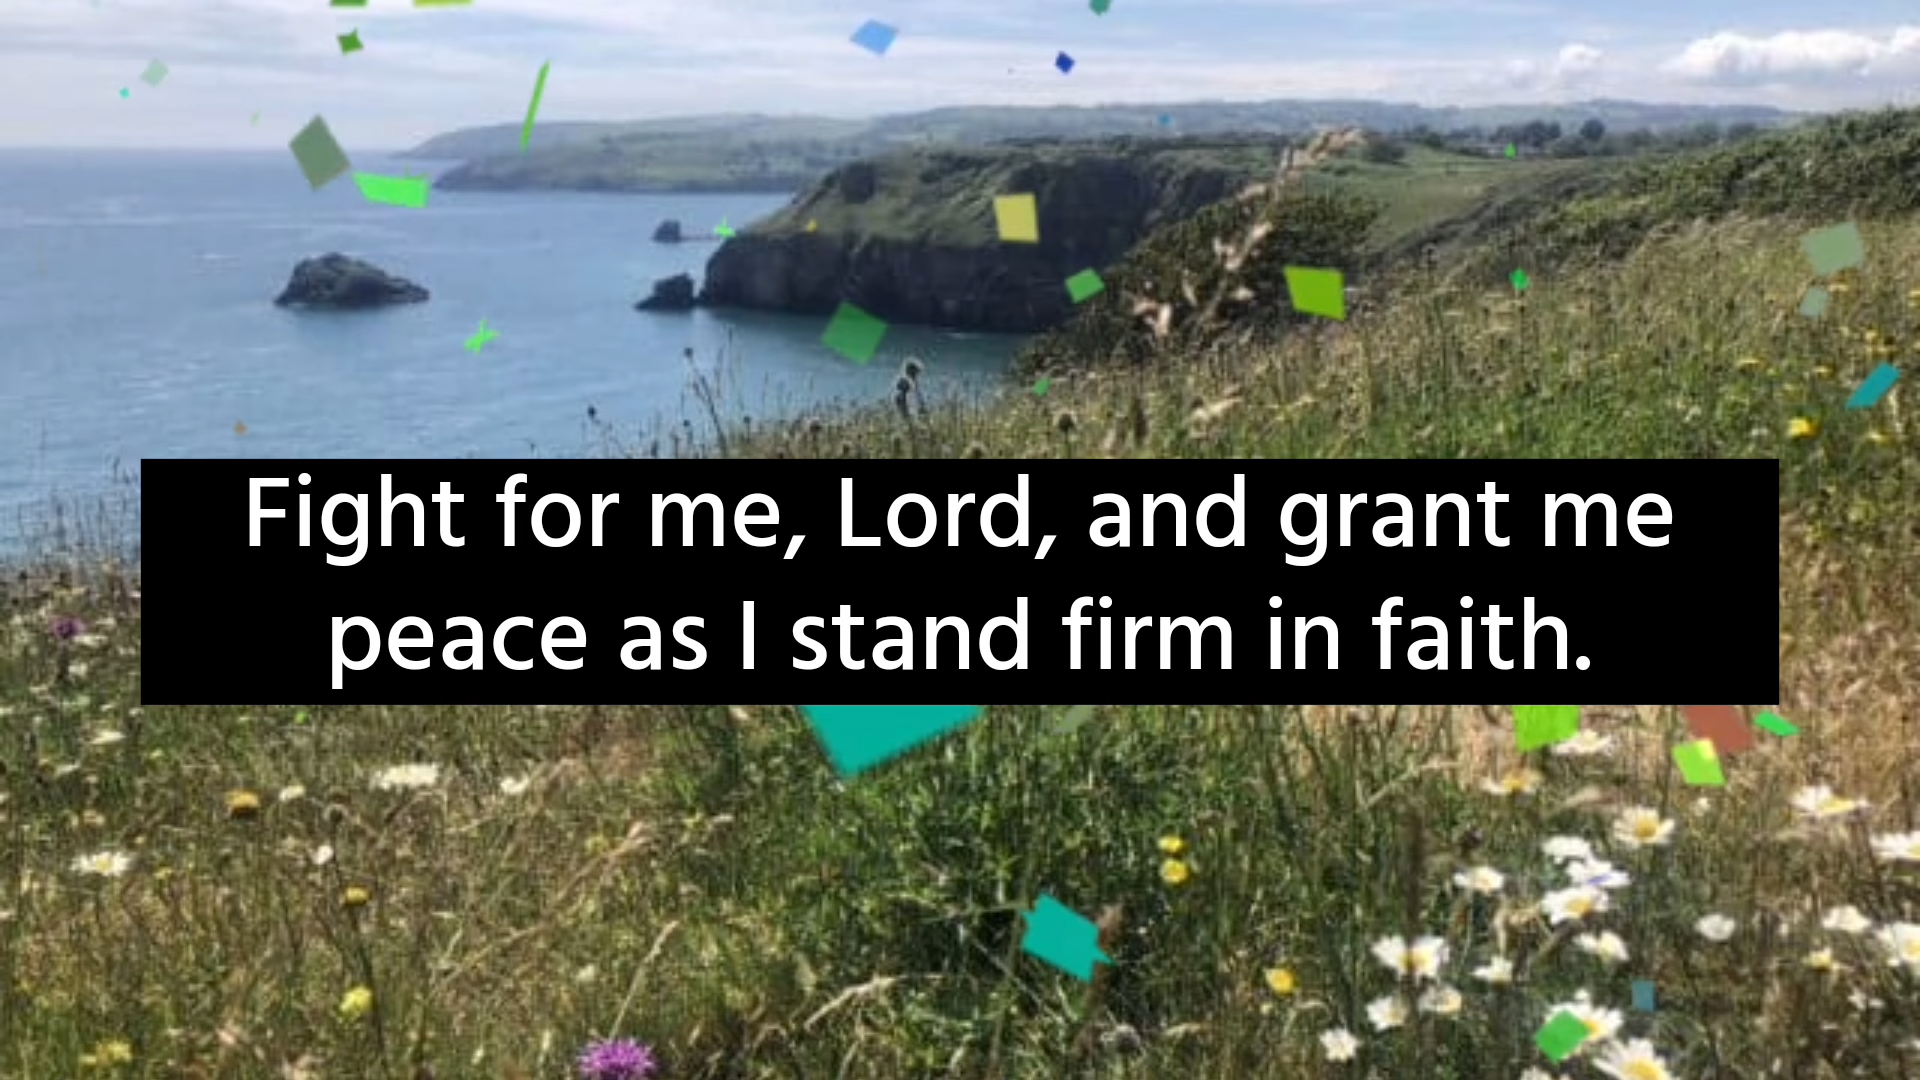 Fight for me, Lord, and grant me
peace as I stand firm in faith.